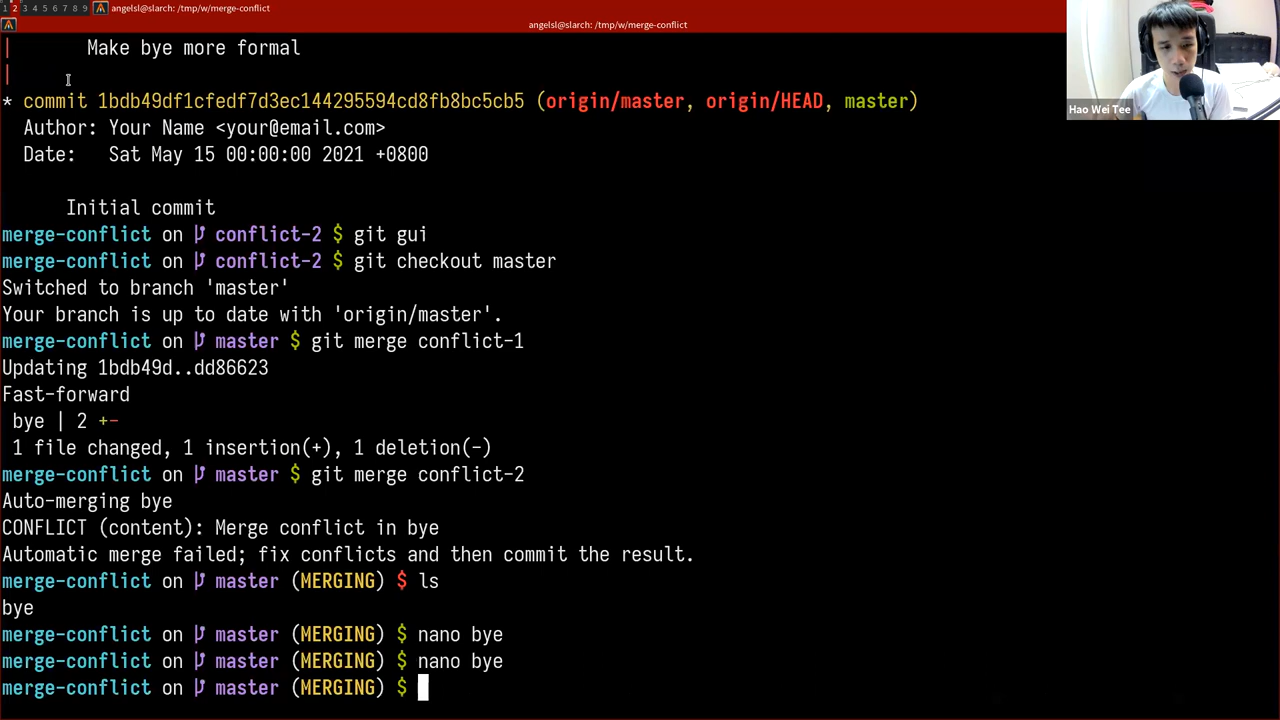 1 2 3 4 5 6 7 8 9 angelsl@slarch: /tmp/w/merge-conflict
angelsl@slarch: /tmp/w/merge-conflict
Make bye more formal
* commit 1bdb49df1cfedf7d3ec144295594cd8fb8bc5cb5 (origin/master, origin/HEAD, master)
Author: Your Name <your@email.com>
Date:   Sat May 15 00:00:00 2021 +0800
Initial commit
merge-conflict on conflict-2 $ git gui
merge-conflict on conflict-2 $ git checkout master
Switched to branch 'master'
Your branch is up to date with 'origin/master'.
merge-conflict on master $ git merge conflict-1
Updating 1bdb49d..dd86623
Fast-forward
bye | 2 +-
1 file changed, 1 insertion(+), 1 deletion(-)
merge-conflict on master $ git merge conflict-2
Auto-merging bye
CONFLICT (content): Merge conflict in bye
Automatic merge failed; fix conflicts and then commit the result.
merge-conflict on master (MERGING) $ ls
bye
merge-conflict on master (MERGING) $ nano bye
merge-conflict on master (MERGING) $ nano bye
merge-conflict on master (MERGING) $
Hao Wei Tee